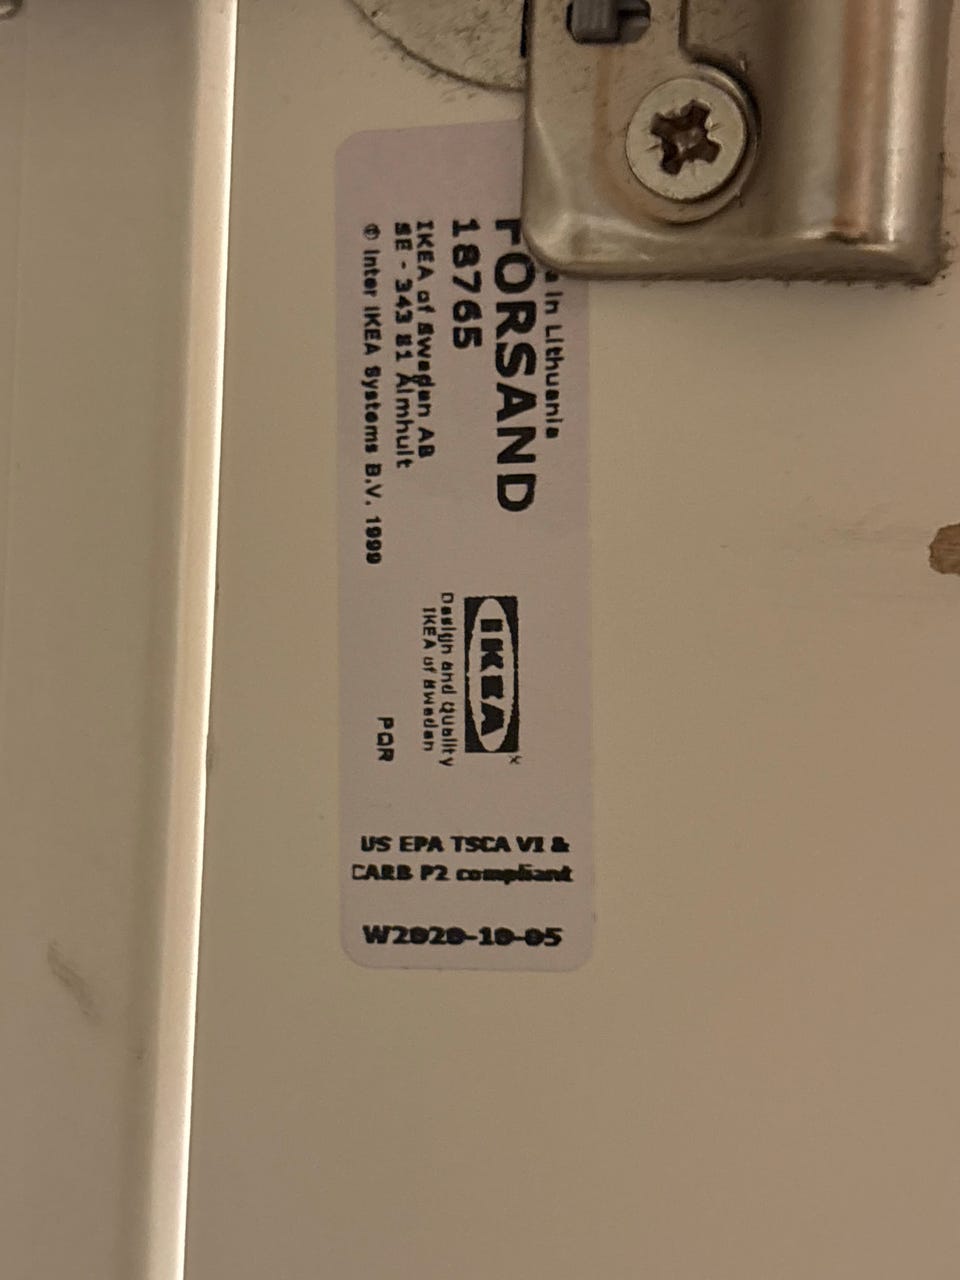 in Lithuania
FORSAND
18765
IKEA of Sweden AB
SE - 343 81 Älmhult
© Inter IKEA Systems B.V. 1999
IKEA
Design and Quality
IKEA of Sweden
PQR
US EPA TSCA VI &
CARB P2 compliant
W2020-10-05